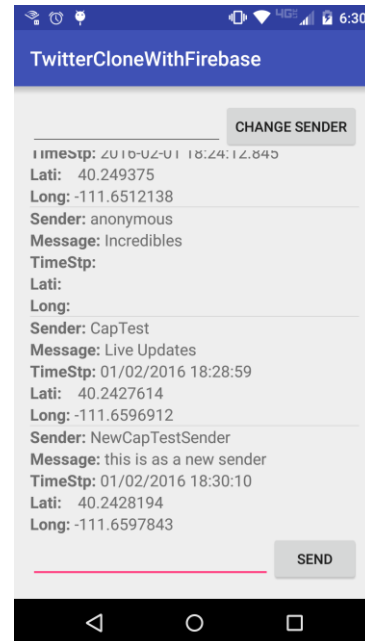 4G 6:30
TwitterCloneWithFirebase
CHANGE SENDER
TimeStp: 2016-02-01 18:24:12.845
Lati: 40.249375
Long: -111.6512138
Sender: anonymous
Message: Incredibles
TimeStp:
Lati:
Long:
Sender: CapTest
Message: Live Updates
TimeStp: 01/02/2016 18:28:59
Lati: 40.2427614
Long: -111.6596912
Sender: NewCapTestSender
Message: this is as a new sender
TimeStp: 01/02/2016 18:30:10
Lati: 40.2428194
Long: -111.6597843
SEND